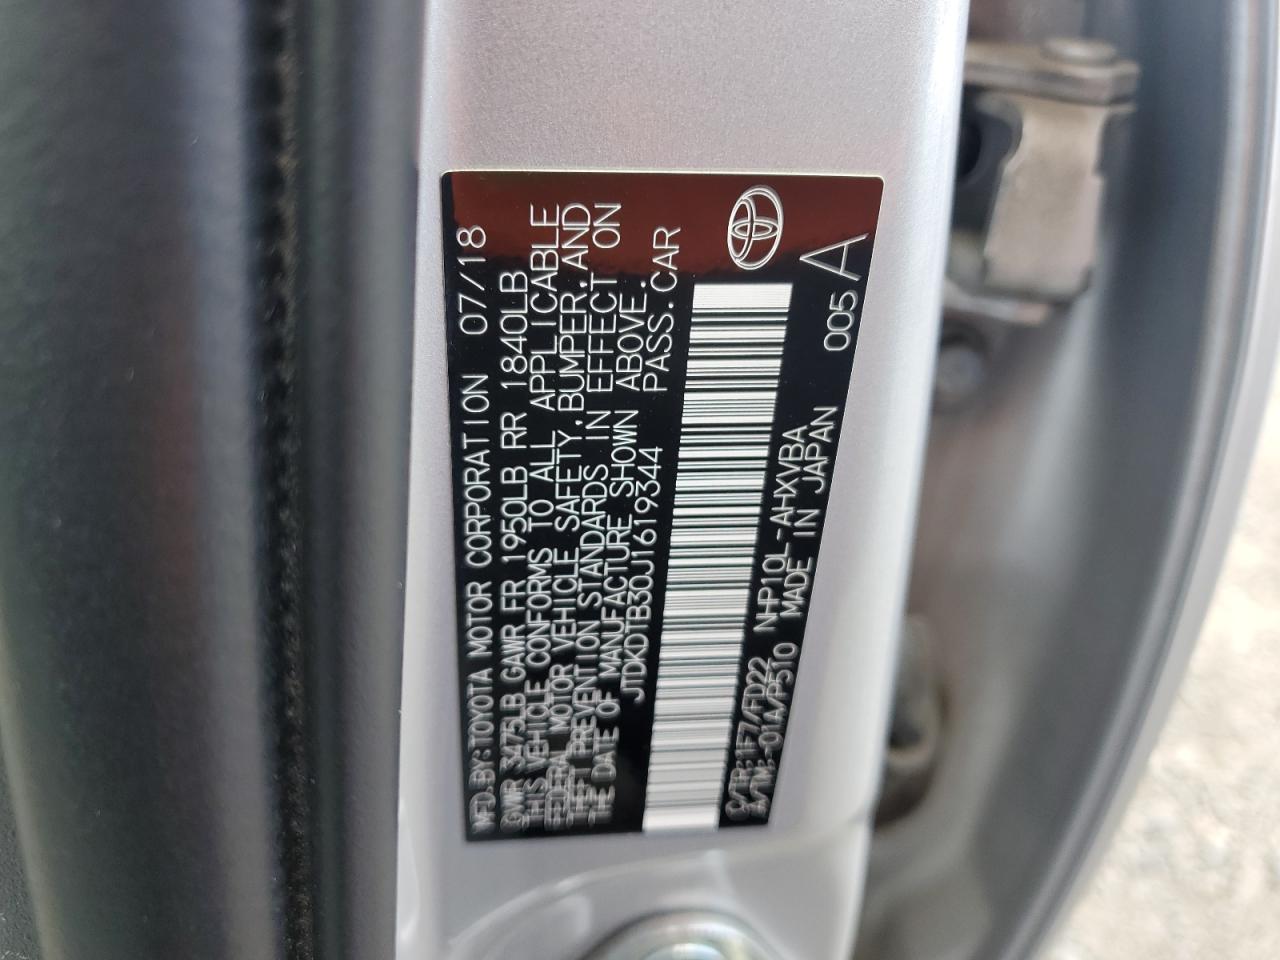 MFD.BY:TOYOTA MOTOR CORPORATION 07/18
GVWR 3475LB GAWR FR 1950LB RR 1840LB
THIS VEHICLE CONFORMS TO ALL APPLICABLE
FEDERAL MOTOR VEHICLE SAFETY,BUMPER,AND
THEFT PREVENTION STANDARDS IN EFFECT ON
THE DATE OF MANUFACTURE SHOWN ABOVE.
JTDKDTB30J1619344 PASS.CAR
C/TR:1F7/FD22 NHP10L-AHXVBA
A/TM:-01A/P510 MADE IN JAPAN 005 A